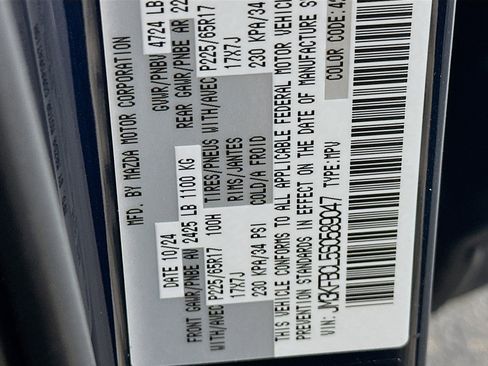 MFD. BY MAZDA MOTOR CORPORATION
DATE 10/24 GVWR/PNBV 4724 LB
FRONT GAWR/PNBE AV 2425 LB 1100 KG REAR GAWR/PNBE AR 22
WITH/AVEC P225/65R17 100H TIRES/PNEUS WITH/AVEC P225/65R17
17X7J RIMS/JANTES 17X7J
230 KPA/34 PSI COLD/A FROID 230 KPA/34
THIS VEHICLE CONFORMS TO ALL APPLICABLE FEDERAL MOTOR VEHICL
PREVENTION STANDARDS IN EFFECT ON THE DATE OF MANUFACTURE S
VIN: JM3KFBCL5S0589047 TYPE:MPV COLOR CODE:42